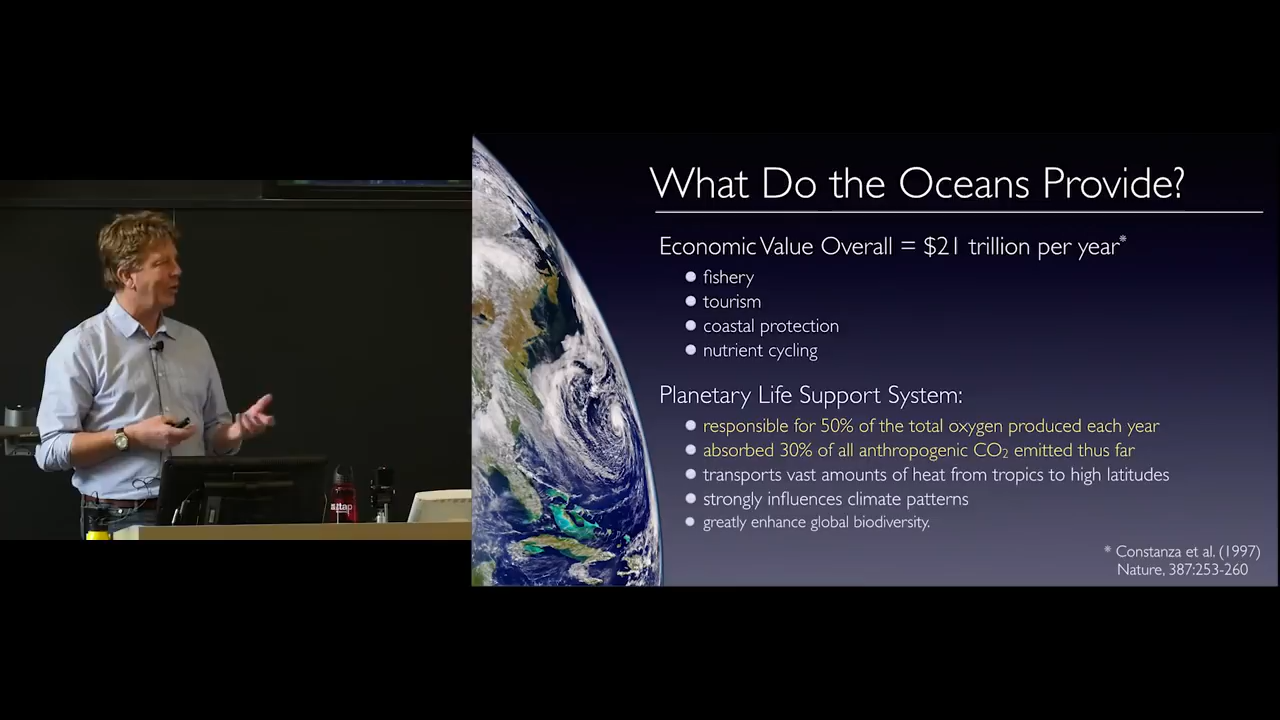 What Do the Oceans Provide?
Economic Value Overall = $21 trillion per year*
fishery
tourism
coastal protection
nutrient cycling
Planetary Life Support System:
responsible for 50% of the total oxygen produced each year
absorbed 30% of all anthropogenic CO₂ emitted thus far
transports vast amounts of heat from tropics to high latitudes
strongly influences climate patterns
greatly enhance global biodiversity.
* Constanza et al. (1997)
Nature, 387:253-260